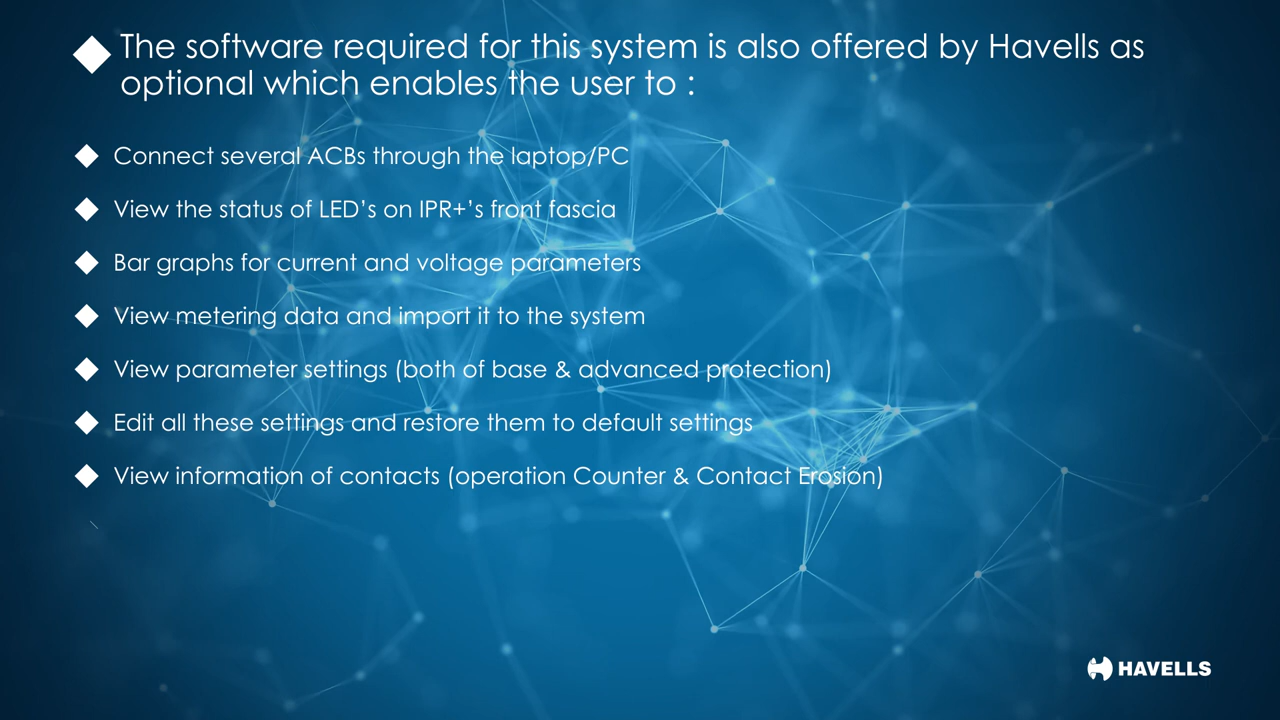 The software required for this system is also offered by Havells as
optional which enables the user to :
Connect several ACBs through the laptop/PC
View the status of LED's on IPR+'s front fascia
Bar graphs for current and voltage parameters
View metering data and import it to the system
View parameter settings (both of base & advanced protection)
Edit all these settings and restore them to default settings
View information of contacts (operation Counter & Contact Erosion)
HAVELLS